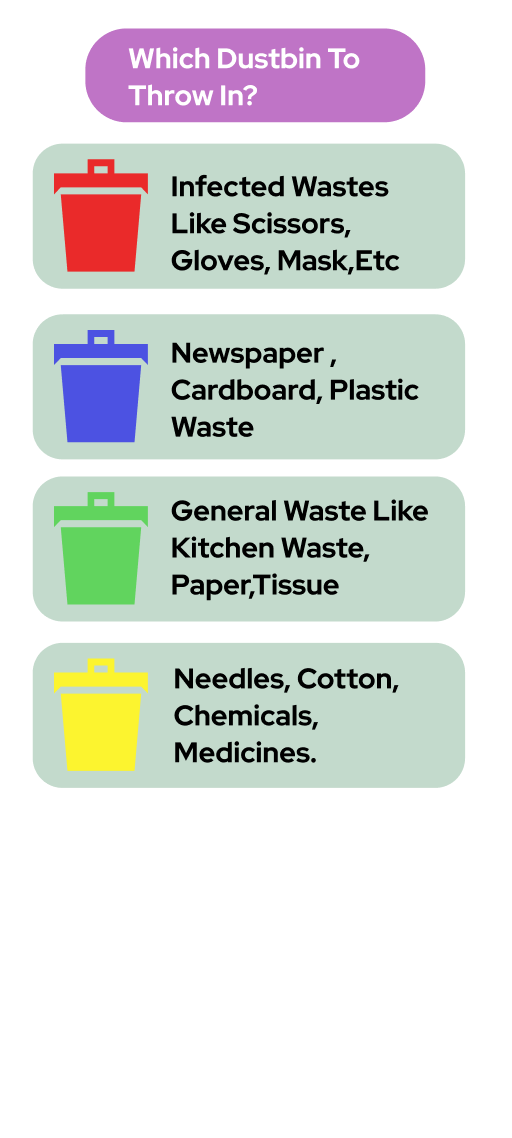 Which Dustbin To
Throw In?
Infected Wastes
Like Scissors,
Gloves, Mask,Etc
Newspaper ,
Cardboard, Plastic
Waste
General Waste Like
Kitchen Waste,
Paper,Tissue
Needles, Cotton,
Chemicals,
Medicines.